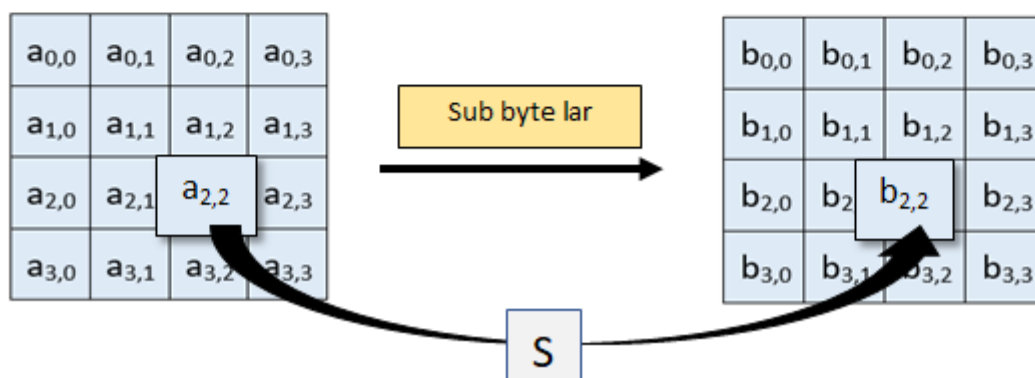 a0,0 a0,1 a0,2 a0,3
a1,0 a1,1 a1,2 a1,3
a2,0 a2,1 a2,2 a2,3
a3,0 a3,1 a3,2 a3,3
Sub byte lar
b0,0 b0,1 b0,2 b0,3
b1,0 b1,1 b1,2 b1,3
b2,0 b2, b2,2 b2,3
b3,0 b3,1 b3,2 b3,3
S